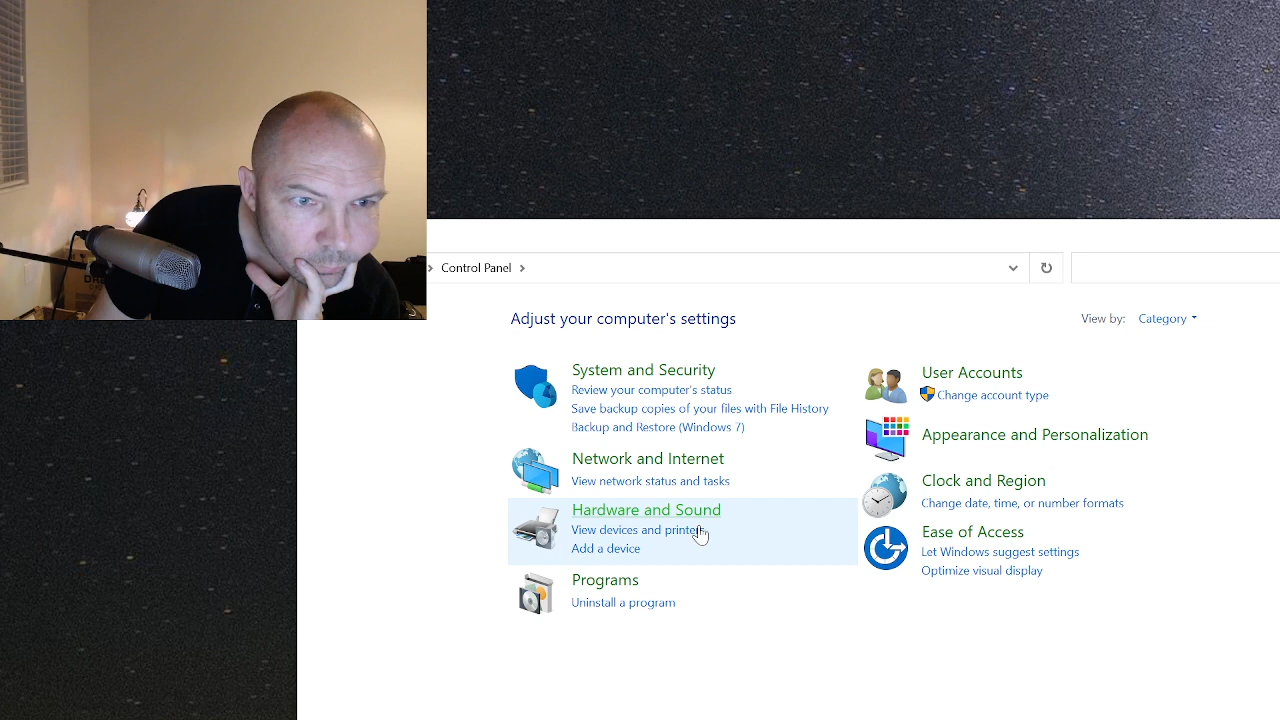 Control Panel
Adjust your computer's settings
View by: Category
System and Security
Review your computer's status
Save backup copies of your files with File History
Backup and Restore (Windows 7)
Network and Internet
View network status and tasks
Hardware and Sound
View devices and printers
Add a device
Programs
Uninstall a program
User Accounts
Change account type
Appearance and Personalization
Clock and Region
Change date, time, or number formats
Ease of Access
Let Windows suggest settings
Optimize visual display